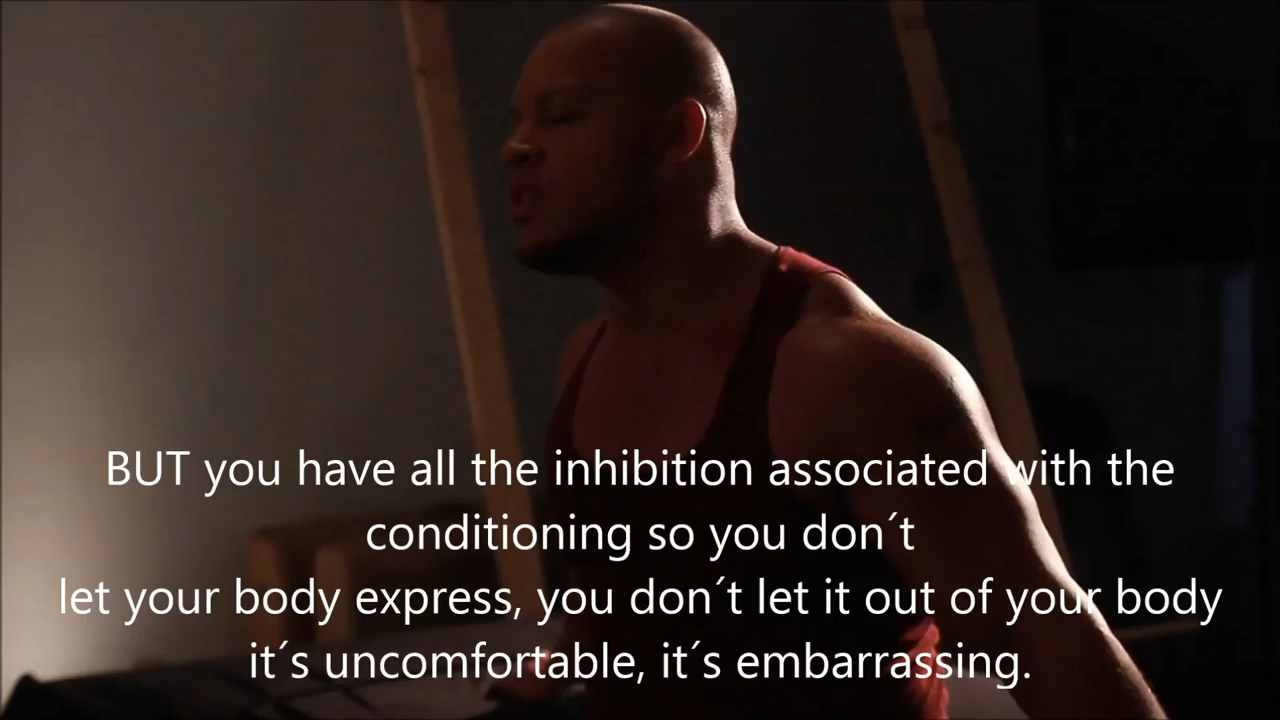 BUT you have all the inhibition associated with the
conditioning so you don´t
let your body express, you don´t let it out of your body
it´s uncomfortable, it´s embarrassing.